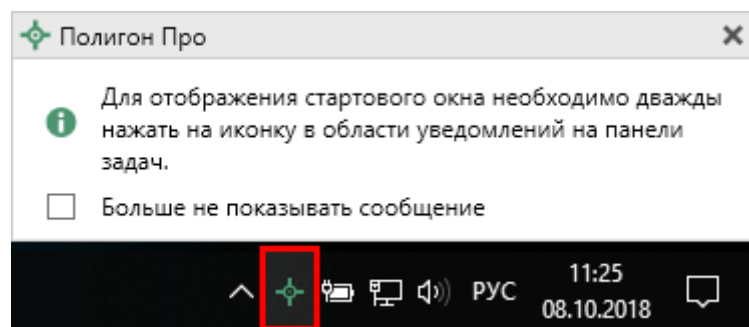 Полигон Про
Для отображения стартового окна необходимо дважды
нажать на иконку в области уведомлений на панели
задач.
Больше не показывать сообщение
РУС
11:25
08.10.2018